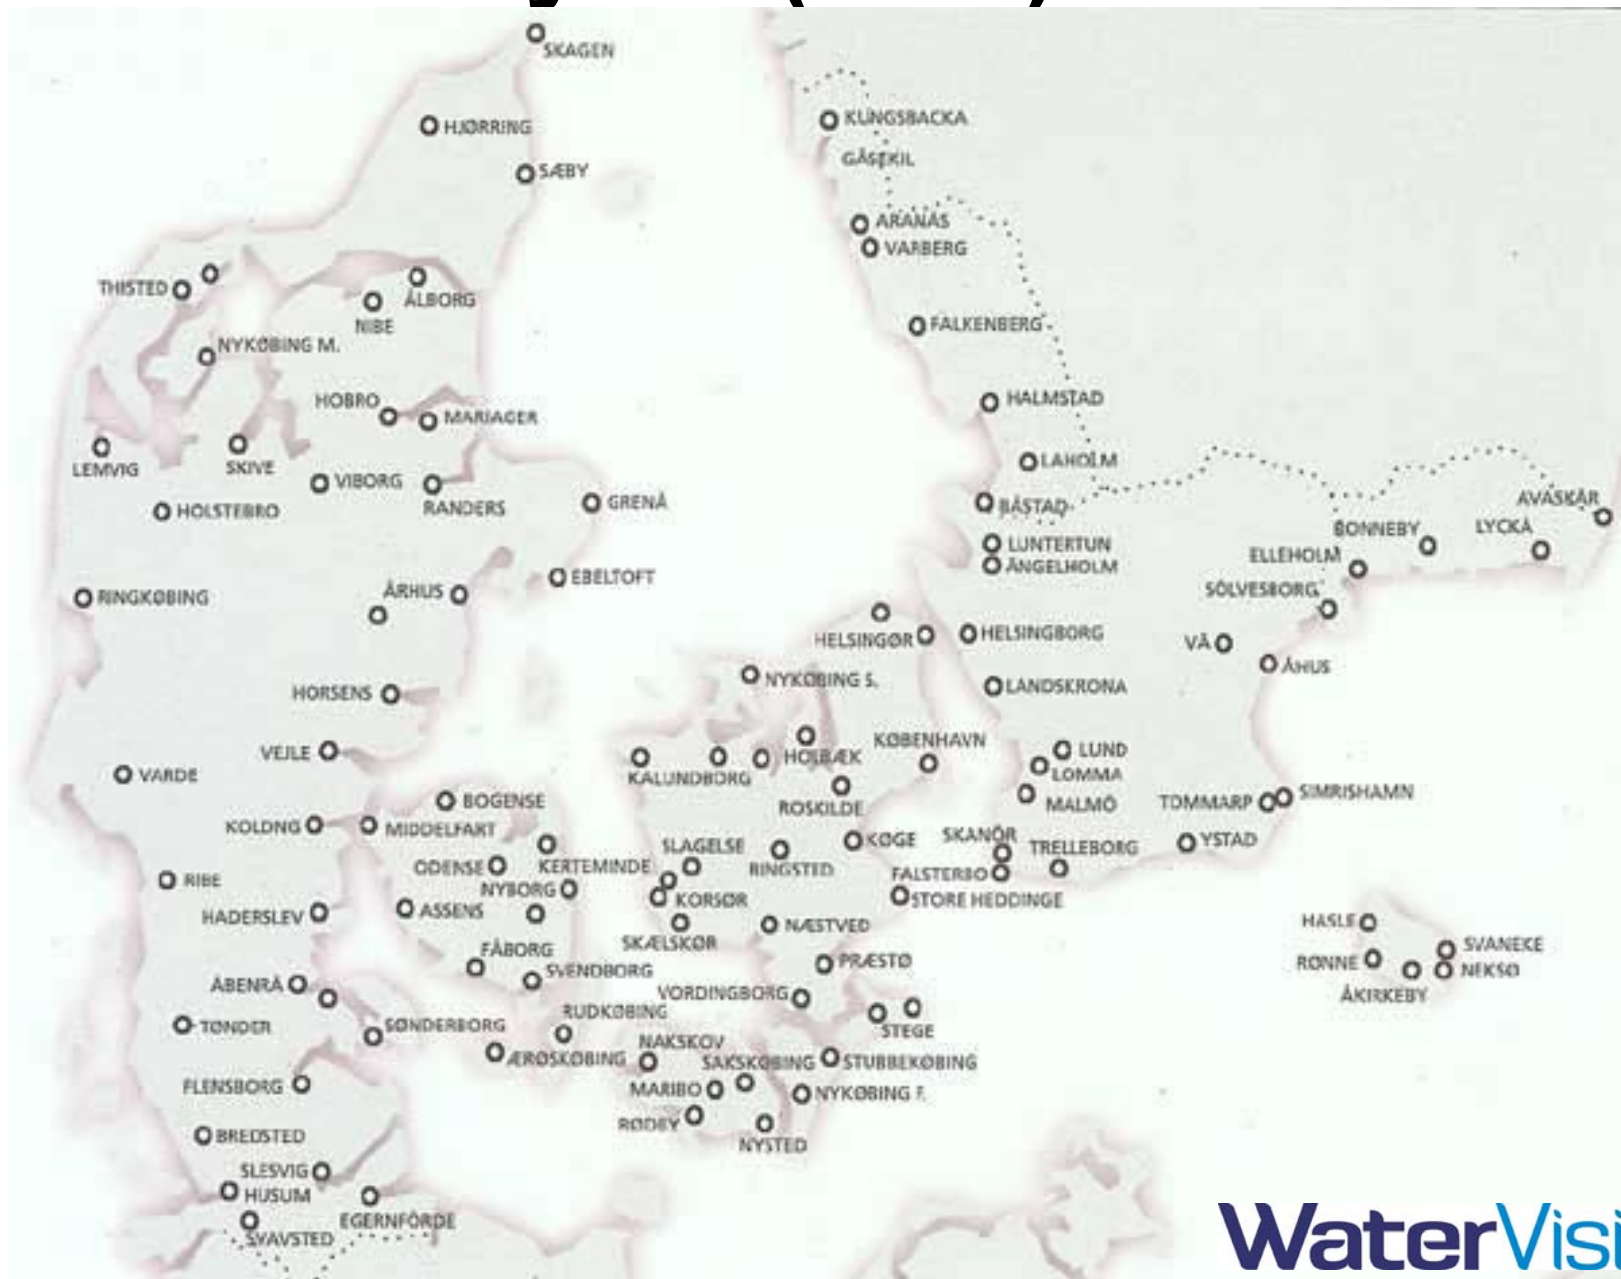 SKAGEN
HJØRRING
SÆBY
KUNGSBACKA
GÅSEKIL
ARANÄS
VARBERG
THISTED
ÅLBORG
NIBE
NYKØBING M.
FALKENBERG
HOBRO
MARIAGER
HALMSTAD
LEMVIG
SKIVE
VIBORG
RANDERS
HOLSTEBRO
GRENÅ
LAHOLM
BÅSTAD
AVASKÄR
LYCKÅ
BONNEBY
ELLEHOLM
LUNTERTUN
ÄNGELHOLM
SÖLVESBORG
EBELTOFT
ÅRHUS
RINGKØBING
HELSINGØR
HELSINGBORG
VÄ
ÅHUS
HORSENS
NYKØBING S.
LANDSKRONA
VEJLE
VARDE
KALUNDBORG
HOLBÆK
KØBENHAVN
LUND
LOMMA
MALMÖ
ROSKILDE
TOMMARP
SIMRISHAMN
BOGENSE
KOLDNG
MIDDELFART
ODENSE
KERTEMINDE
SLAGELSE
RINGSTED
KØGE
SKANÖR
TRELLEBORG
YSTAD
RIBE
NYBORG
FALSTERBO
STORE HEDDINGE
HADERSLEV
ASSENS
KORSØR
SKÆLSKØR
NÆSTVED
HASLE
SVANEKE
RØNNE
NEKSØ
ÅKIRKEBY
FÅBORG
SVENDBORG
PRÆSTØ
ÅBENRÅ
VORDINGBORG
STEGE
TØNDER
SØNDERBORG
RUDKØBING
ÆRØSKØBING
NAKSKOV
SAKSKØBING
STUBBEKØBING
FLENSBORG
MARIBO
NYKØBING F.
RØDBY
NYSTED
BREDSTED
SLESVIG
HUSUM
EGERNFÖRDE
SVAVSTED
WaterVisi